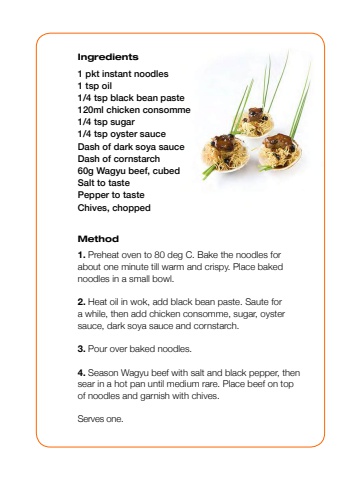 Ingredients
1 pkt instant noodles
1 tsp oil
1/4 tsp black bean paste
120ml chicken consomme
1/4 tsp sugar
1/4 tsp oyster sauce
Dash of dark soya sauce
Dash of cornstarch
60g Wagyu beef, cubed
Salt to taste
Pepper to taste
Chives, chopped
Method
1. Preheat oven to 80 deg C. Bake the noodles for
about one minute till warm and crispy. Place baked
noodles in a small bowl.
2. Heat oil in wok, add black bean paste. Saute for
a while, then add chicken consomme, sugar, oyster
sauce, dark soya sauce and cornstarch.
3. Pour over baked noodles.
4. Season Wagyu beef with salt and black pepper, then
sear in a hot pan until medium rare. Place beef on top
of noodles and garnish with chives.
Serves one.